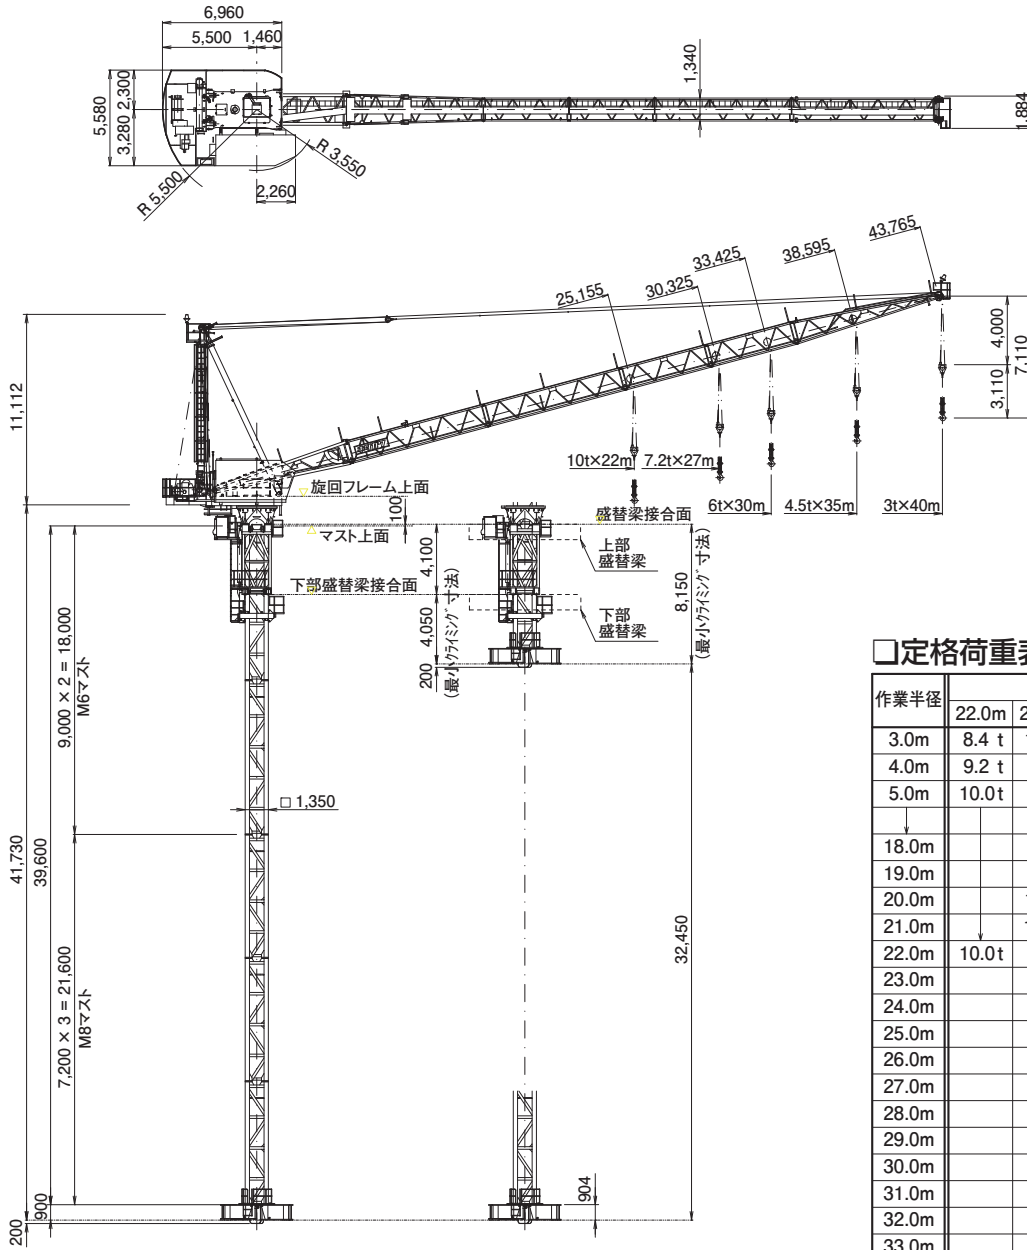 6,960
5,500
1,460
5,580
2,300
3,280
R 5,500
R 3,550
2,260
1,340
1,884
43,765
38,595
33,425
30,325
25,155
4,000
7,110
3,110
11,112
10t×22m
7.2t×27m
6t×30m
4.5t×35m
3t×40m
旋回フレーム上面
100
マスト上面
盛替梁接合面
上部
盛替梁
4,100
下部盛替梁接合面
下部
盛替梁
4,050
200
(最小クライミング寸法)
8,150
(最小クライミング寸法)
9,000 × 2 = 18,000
M6マスト
□ 1,350
41,730
39,600
7,200 × 3 = 21,600
M8マスト
32,450
904
900
200
□定格荷重表
作業半径
22.0m
3.0m 8.4 t
4.0m 9.2 t
5.0m 10.0t
18.0m
19.0m
20.0m
21.0m
22.0m 10.0t
23.0m
24.0m
25.0m
26.0m
27.0m
28.0m
29.0m
30.0m
31.0m
32.0m
33.0m